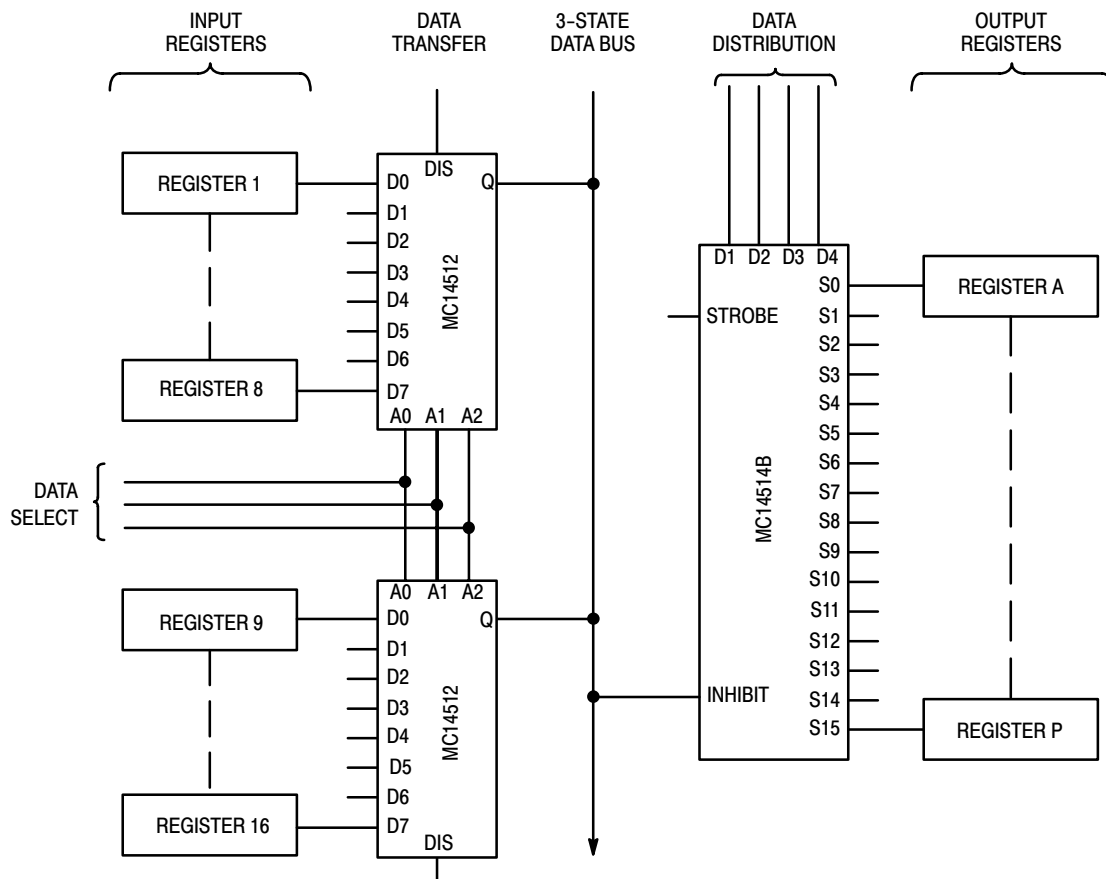 INPUT
REGISTERS
DATA
TRANSFER
3–STATE
DATA BUS
DATA
DISTRIBUTION
OUTPUT
REGISTERS
REGISTER 1
REGISTER 8
DIS
D0
D1
D2
D3
D4
D5
D6
D7
Q
MC14512
A0 A1 A2
DATA
SELECT
REGISTER 9
REGISTER 16
A0 A1 A2
D0
D1
D2
D3
D4
D5
D6
D7
Q
MC14512
DIS
D1 D2 D3 D4
STROBE
MC14514B
INHIBIT
S0
S1
S2
S3
S4
S5
S6
S7
S8
S9
S10
S11
S12
S13
S14
S15
REGISTER A
REGISTER P